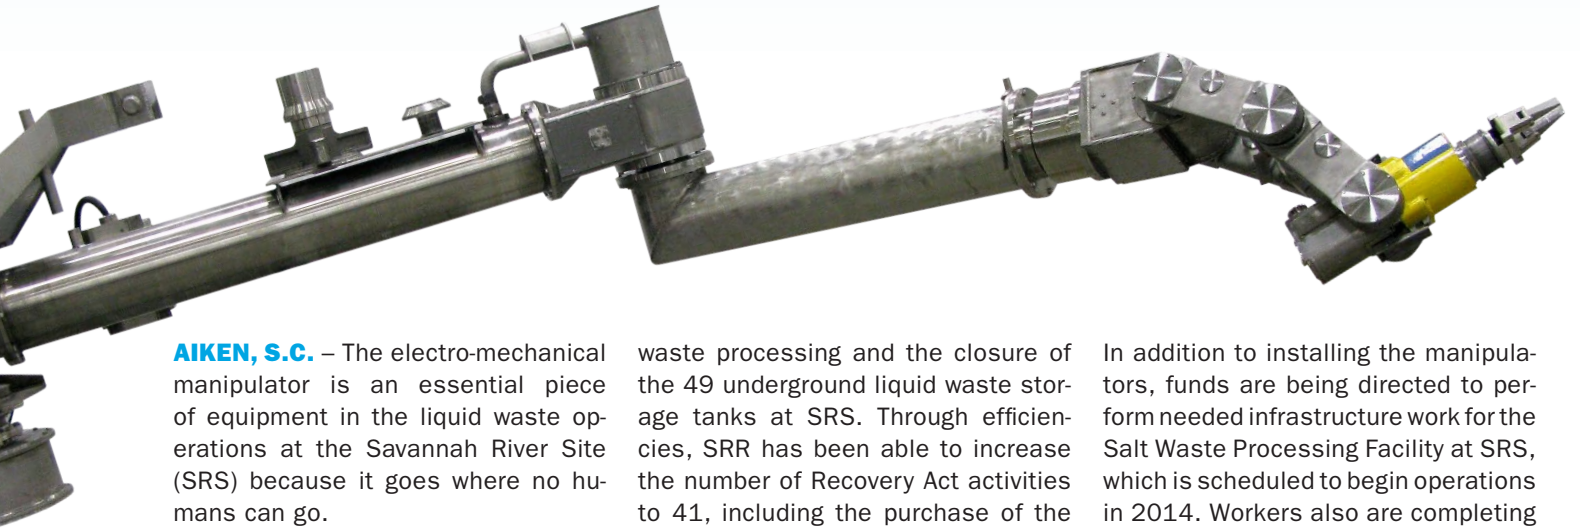 AIKEN, S.C. – The electro-mechanical
manipulator is an essential piece
of equipment in the liquid waste op-
erations at the Savannah River Site
(SRS) because it goes where no hu-
mans can go.
waste processing and the closure of
the 49 underground liquid waste stor-
age tanks at SRS. Through efficien-
cies, SRR has been able to increase
the number of Recovery Act activities
to 41, including the purchase of the
In addition to installing the manipula-
tors, funds are being directed to per-
form needed infrastructure work for the
Salt Waste Processing Facility at SRS,
which is scheduled to begin operations
in 2014. Workers also are completing